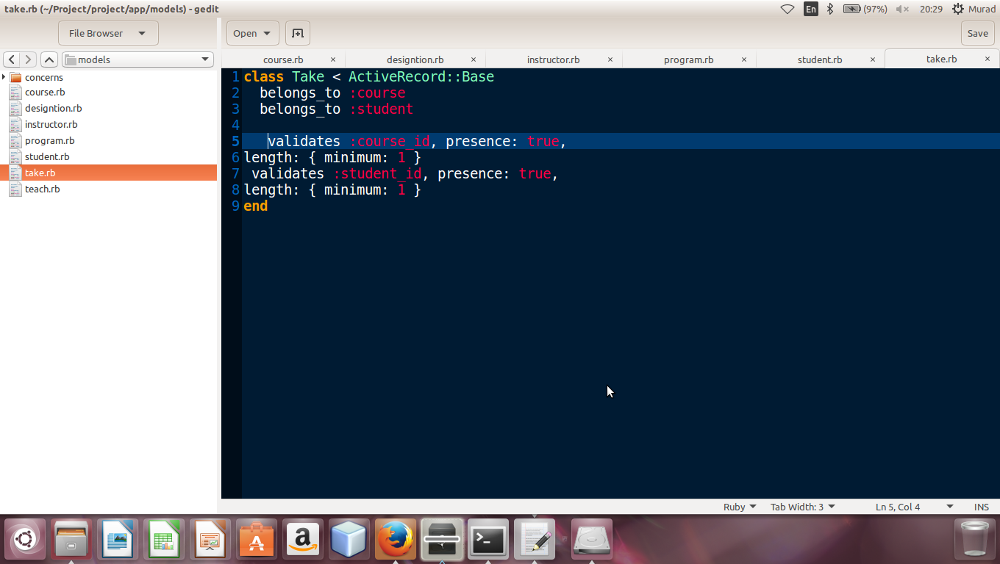 take.rb (~/Project/project/app/models) - gedit
En
(97%)
20:29
Murad
File Browser
Open
Save
models
course.rb × designtion.rb × instructor.rb × program.rb × student.rb × take.rb ×
concerns
course.rb
designtion.rb
instructor.rb
program.rb
student.rb
take.rb
teach.rb
1 class Take < ActiveRecord::Base
2   belongs_to :course
3   belongs_to :student
4
5    validates :course_id, presence: true,
6 length: { minimum: 1 }
7  validates :student_id, presence: true,
8 length: { minimum: 1 }
9 end
Ruby
Tab Width: 3
Ln 5, Col 4
INS